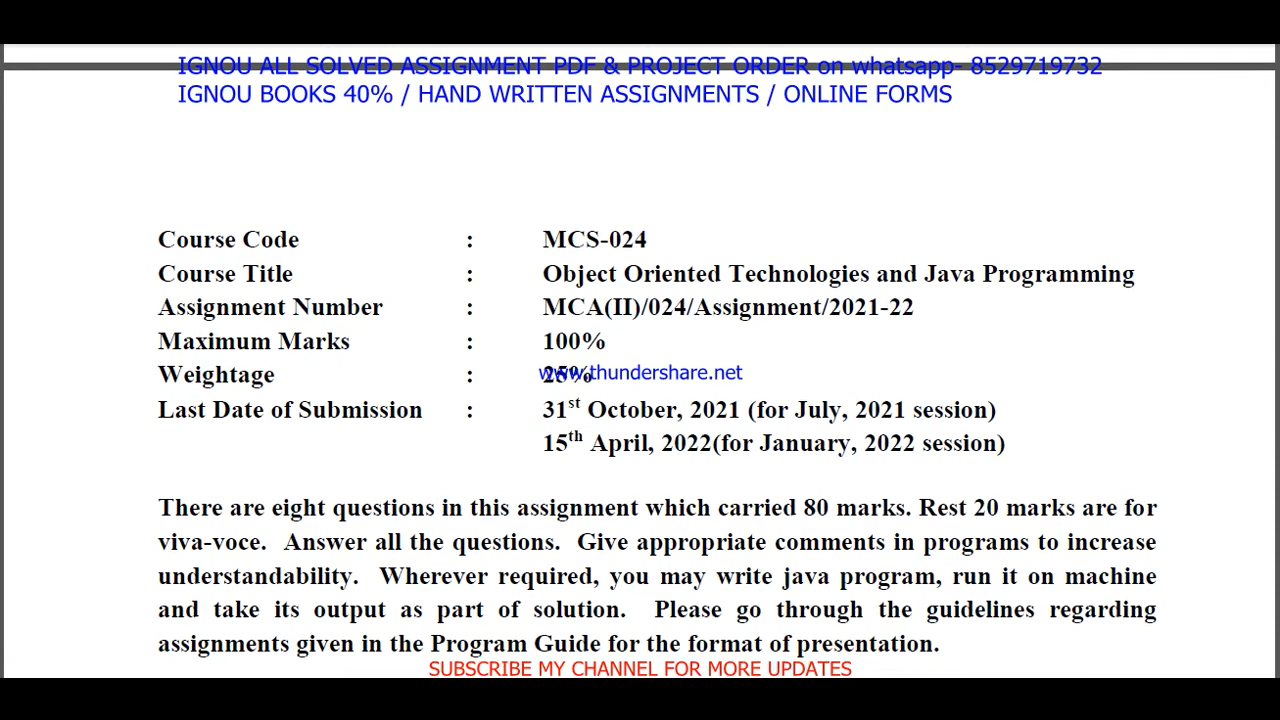 IGNOU ALL SOLVED ASSIGNMENT PDF & PROJECT ORDER on whatsapp- 8529719732
IGNOU BOOKS 40% / HAND WRITTEN ASSIGNMENTS / ONLINE FORMS
Course Code : MCS-024
Course Title : Object Oriented Technologies and Java Programming
Assignment Number : MCA(II)/024/Assignment/2021-22
Maximum Marks : 100%
Weightage : 25%
www.thundershare.net
Last Date of Submission : 31st October, 2021 (for July, 2021 session)
15th April, 2022(for January, 2022 session)
There are eight questions in this assignment which carried 80 marks. Rest 20 marks are for
viva-voce. Answer all the questions. Give appropriate comments in programs to increase
understandability. Wherever required, you may write java program, run it on machine
and take its output as part of solution. Please go through the guidelines regarding
assignments given in the Program Guide for the format of presentation.
SUBSCRIBE MY CHANNEL FOR MORE UPDATES